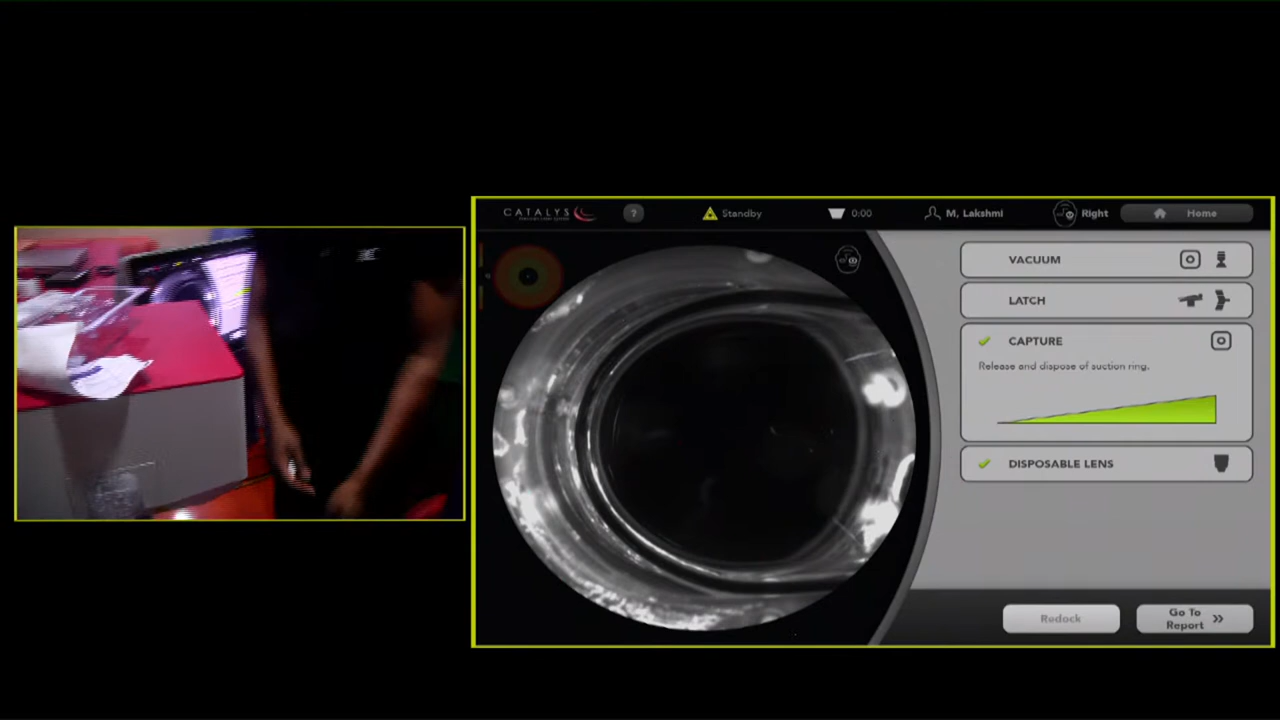 CATALYS
?
Standby
0:00
M, Lakshmi
Right
Home
VACUUM
LATCH
CAPTURE
Release and dispose of suction ring.
DISPOSABLE LENS
Redock
Go To
Report